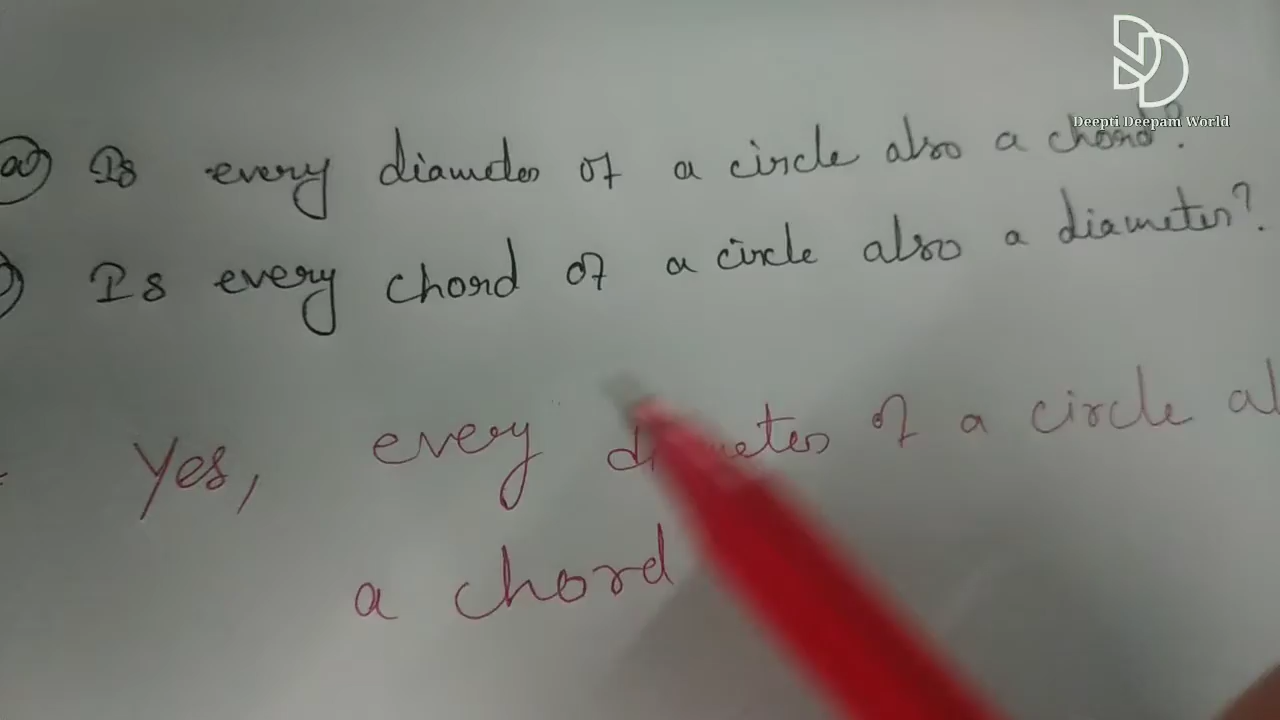 Deepti Deepam World
a) Is every diameter of a circle also a chord?
Is every chord of a circle also a diameter?
Yes, every diameter of a circle al
a chord